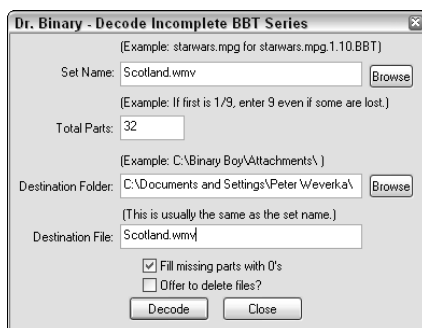 Dr. Binary - Decode Incomplete BBT Series
(Example: starwars.mpg for starwars.mpg.1.10.BBT)
Set Name: Scotland.wmv Browse
(Example: If first is 1/9, enter 9 even if some are lost.)
Total Parts: 32
(Example: C:\Binary Boy\Attachments\ )
Destination Folder: C:\Documents and Settings\Peter Weverka\ Browse
(This is usually the same as the set name.)
Destination File: Scotland.wmv
Fill missing parts with 0's
Offer to delete files?
Decode Close